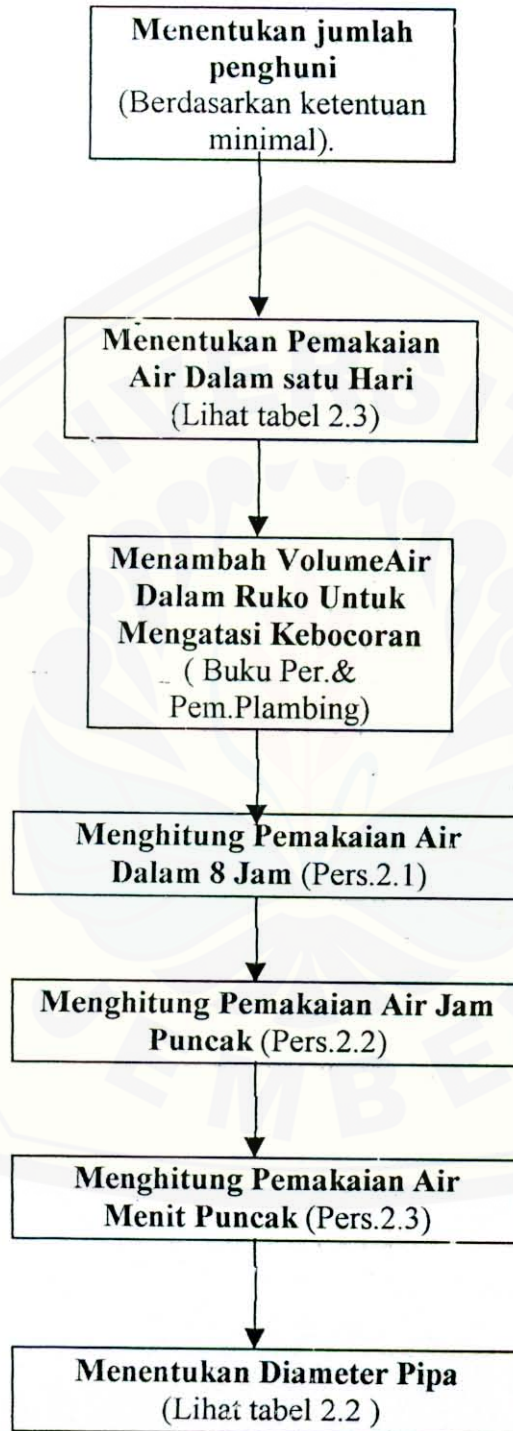 Menentukan jumlah
penghuni
(Berdasarkan ketentuan
minimal).
Menentukan Pemakaian
Air Dalam satu Hari
(Lihat tabel 2.3)
Menambah VolumeAir
Dalam Ruko Untuk
Mengatasi Kebocoran
( Buku Per.&
Pem.Plambing)
Menghitung Pemakaian Air
Dalam 8 Jam (Pers.2.1)
Menghitung Pemakaian Air Jam
Puncak (Pers.2.2)
Menghitung Pemakaian Air
Menit Puncak (Pers.2.3)
Menentukan Diameter Pipa
(Lihat tabel 2.2 )